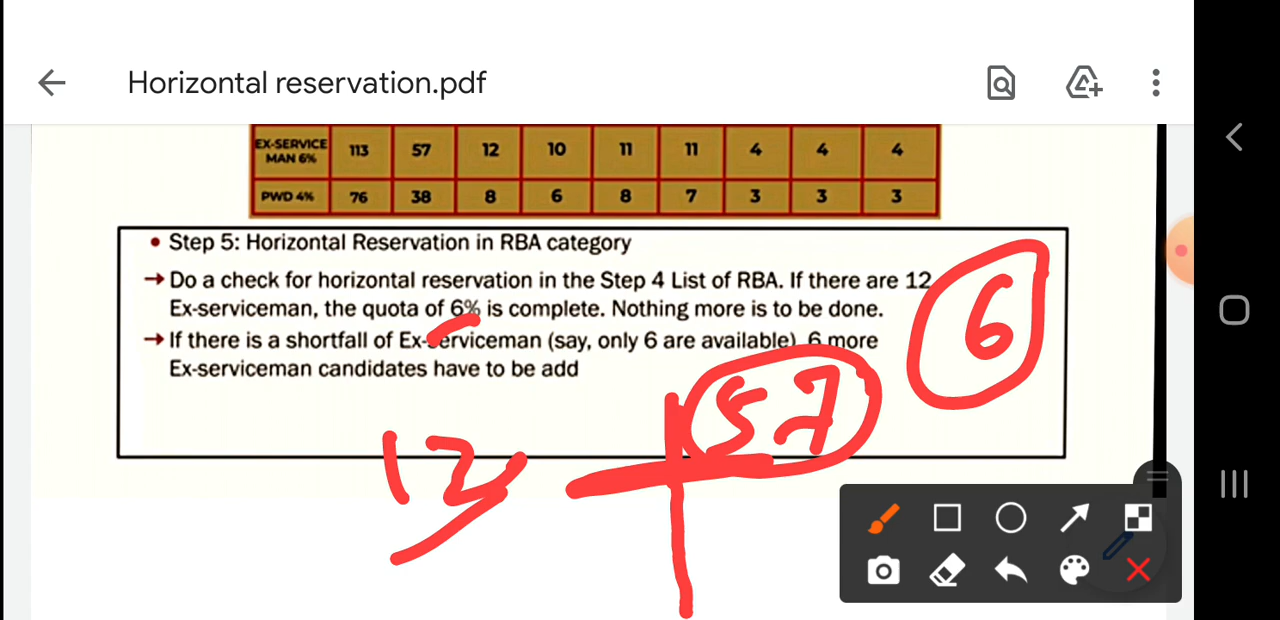 Horizontal reservation.pdf
EX-SERVICE MAN 6% 113 57 12 10 11 11 4 4 4
PWD 4% 76 38 8 6 8 7 3 3 3
• Step 5: Horizontal Reservation in RBA category
→ Do a check for horizontal reservation in the Step 4 List of RBA. If there are 12
Ex-serviceman, the quota of 6% is complete. Nothing more is to be done.
→ If there is a shortfall of Ex-serviceman (say, only 6 are available) 6 more
Ex-serviceman candidates have to be add
6
57
12